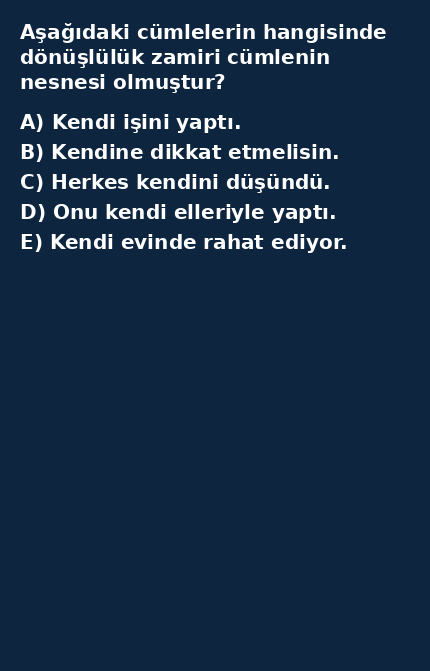 Aşağıdaki cümlelerin hangisinde
dönüşlülük zamiri cümlenin
nesnesi olmuştur?
A) Kendi işini yaptı.
B) Kendine dikkat etmelisin.
C) Herkes kendini düşündü.
D) Onu kendi elleriyle yaptı.
E) Kendi evinde rahat ediyor.